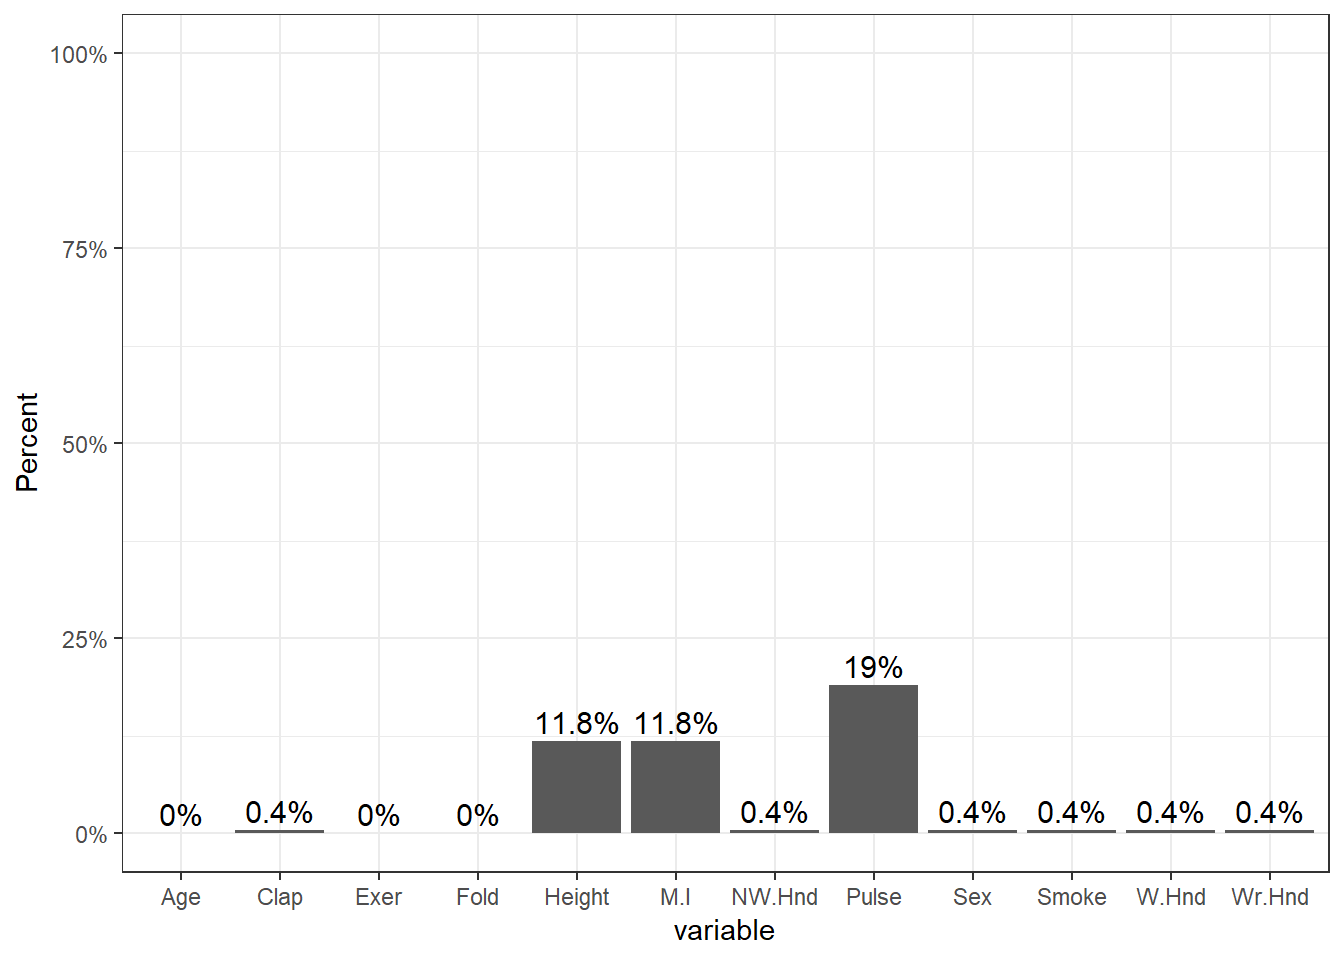 100%
75%
50%
25%
0%
Percent
0% 0.4% 0% 0% 11.8% 11.8% 0.4% 19% 0.4% 0.4% 0.4% 0.4%
Age Clap Exer Fold Height M.I NW.Hnd Pulse Sex Smoke W.Hnd Wr.Hnd
variable